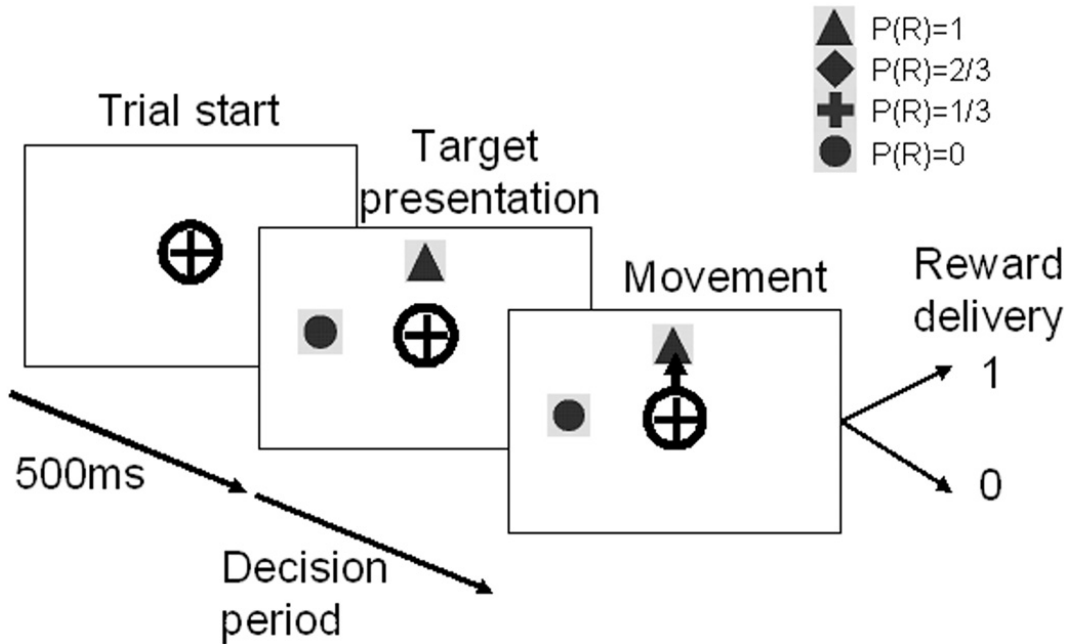 P(R)=1
P(R)=2/3
P(R)=1/3
P(R)=0
Trial start
Target
presentation
Movement
Reward
delivery
1
0
500ms
Decision
period